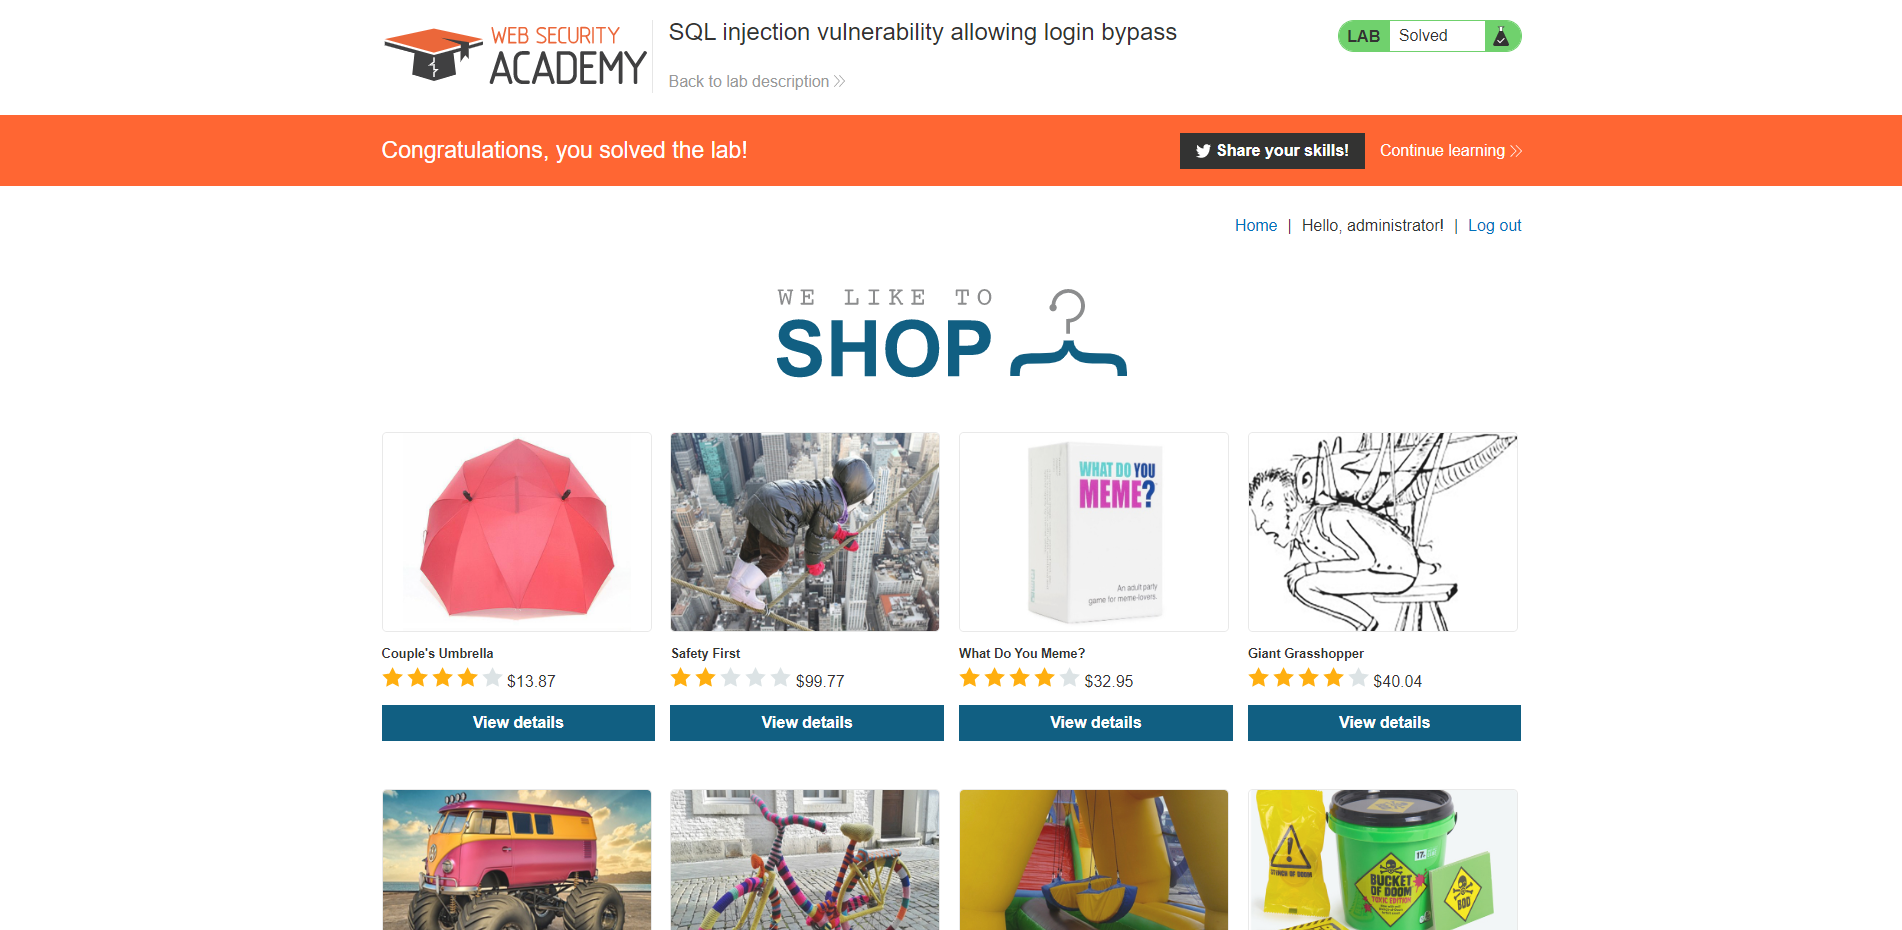 WEB SECURITY
ACADEMY
SQL injection vulnerability allowing login bypass
Back to lab description
LAB Solved
Congratulations, you solved the lab!
Share your skills! Continue learning
Home | Hello, administrator! | Log out
WE LIKE TO
SHOP
WHAT DO YOU
MEME?
An adult party
game for meme-lovers.
Couple's Umbrella
$13.87
View details
Safety First
$99.77
View details
What Do You Meme?
$32.95
View details
Giant Grasshopper
$40.04
View details
STENCH OF DOOM
BUCKET
OF DOOM
TOXIC EDITION
BOD